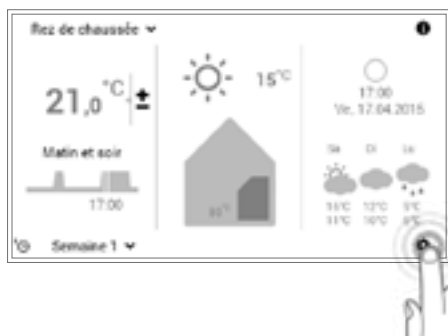 Rez de chaussée
21,0 °C
±
Matin et soir
17:00
Semaine 1
15°C
17:00
Ve, 17.04.2015
Sa Di Lu
12°C 5°C
11°C 10°C